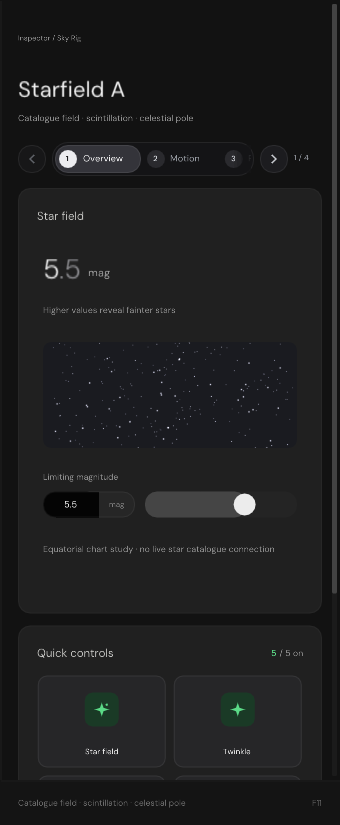 Inspector / Sky Rig
Starfield A
Catalogue field · scintillation · celestial pole
1 Overview 2 Motion 3 1 / 4
Star field
5.5 mag
Higher values reveal fainter stars
Limiting magnitude
5.5 mag
Equatorial chart study · no live star catalogue connection
Quick controls 5 / 5 on
Star field Twinkle
Catalogue field · scintillation · celestial pole F11